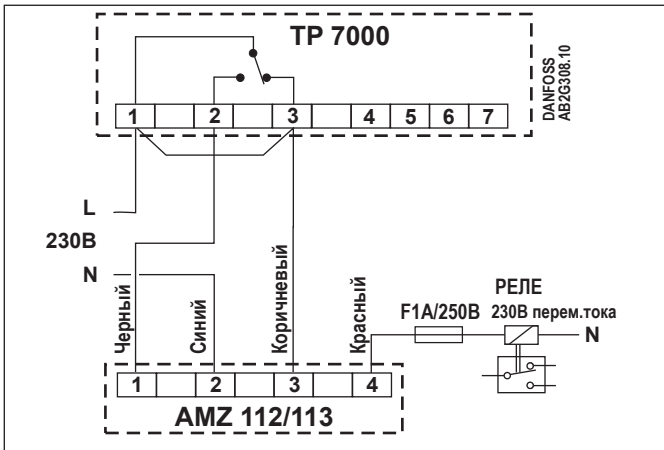 TP 7000
DANFOSS
AB2G308.10
1 2 3 4 5 6 7
L
230В
N
Черный
Синий
Коричневый
Красный
F1A/250В
РЕЛЕ
230В перем.тока
N
1 2 3 4
AMZ 112/113